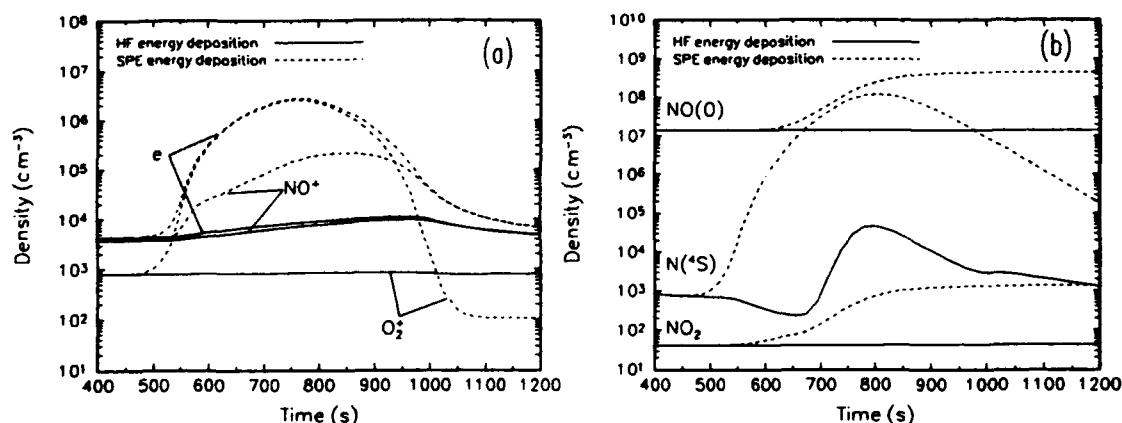 HF energy deposition
SPE energy deposition
(a)
10⁸
10⁷
10⁶
10⁵
10⁴
10³
10²
10¹
Density (cm⁻³)
e
NO⁺
O₂⁺
400 500 600 700 800 900 1000 1100 1200
Time (s)
HF energy deposition
SPE energy deposition
(b)
10¹⁰
10⁹
10⁸
10⁷
10⁶
10⁵
10⁴
10³
10²
10¹
Density (cm⁻³)
NO(O)
N(⁴S)
NO₂
400 500 600 700 800 900 1000 1100 1200
Time (s)